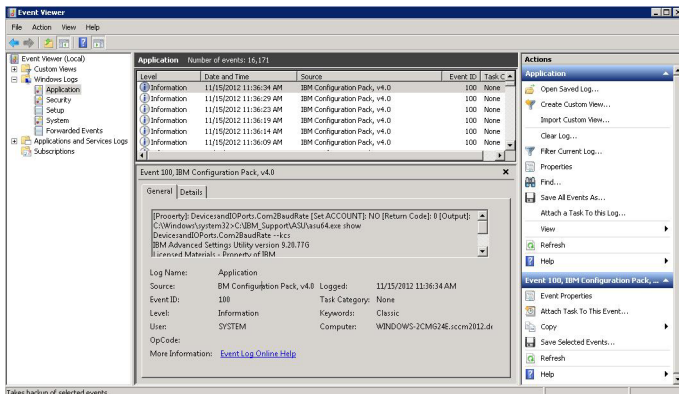 Event Viewer
File Action View Help
Event Viewer (Local)
Custom Views
Windows Logs
Application
Security
Setup
System
Forwarded Events
Applications and Services Logs
Subscriptions
Application Number of events: 16,171
Level Date and Time Source Event ID Task C
Information 11/15/2012 11:36:34 AM IBM Configuration Pack, v4.0 100 None
Information 11/15/2012 11:36:29 AM IBM Configuration Pack, v4.0 100 None
Information 11/15/2012 11:36:23 AM IBM Configuration Pack, v4.0 100 None
Information 11/15/2012 11:36:19 AM IBM Configuration Pack, v4.0 100 None
Information 11/15/2012 11:36:14 AM IBM Configuration Pack, v4.0 100 None
Information 11/15/2012 11:36:09 AM IBM Configuration Pack, v4.0 100 None
Event 100, IBM Configuration Pack, v4.0
General Details
[Property]: DevicesandIOPorts.Com2BaudRate [Set ACCOUNT]: NO [Return Code]: 0 [Output]:
C:\Windows\system32>C:\IBM_Support\ASU\asu64.exe show
DevicesandIOPorts.Com2BaudRate --kcs
IBM Advanced Settings Utility version 9.20.77G
Licensed Materials - Property of IBM
Log Name: Application
Source: BM Configuration Pack, v4.0 Logged: 11/15/2012 11:36:34 AM
Event ID: 100 Task Category: None
Level: Information Keywords: Classic
User: SYSTEM Computer: WINDOWS-2CMG24E.sccm2012.de
OpCode:
More Information: Event Log Online Help
Actions
Application
Open Saved Log...
Create Custom View...
Import Custom View...
Clear Log...
Filter Current Log...
Properties
Find...
Save All Events As...
Attach a Task To this Log...
View
Refresh
Help
Event 100, IBM Configuration Pack, ...
Event Properties
Attach Task To This Event...
Copy
Save Selected Events...
Refresh
Help
Takes backup of selected events